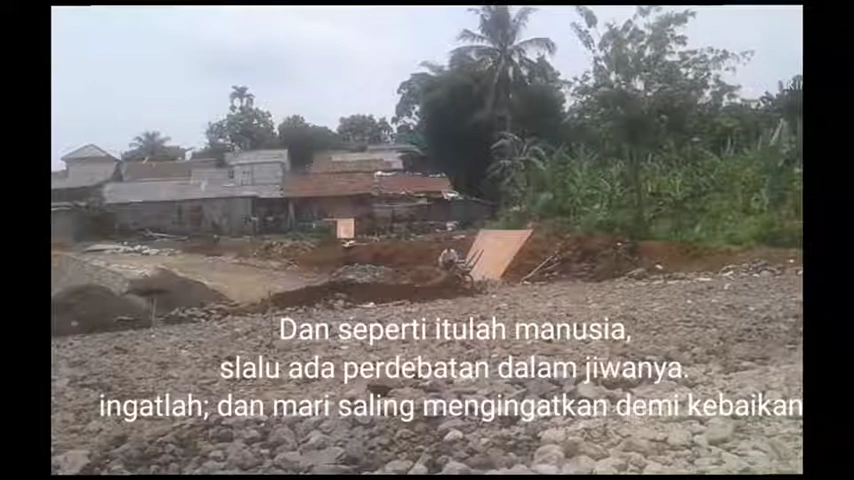 Dan seperti itulah, manusia,
slalu ada perdebatan dalam jiwanya..
ingatlah; dan mari saling mengingatkan demi kebaikan